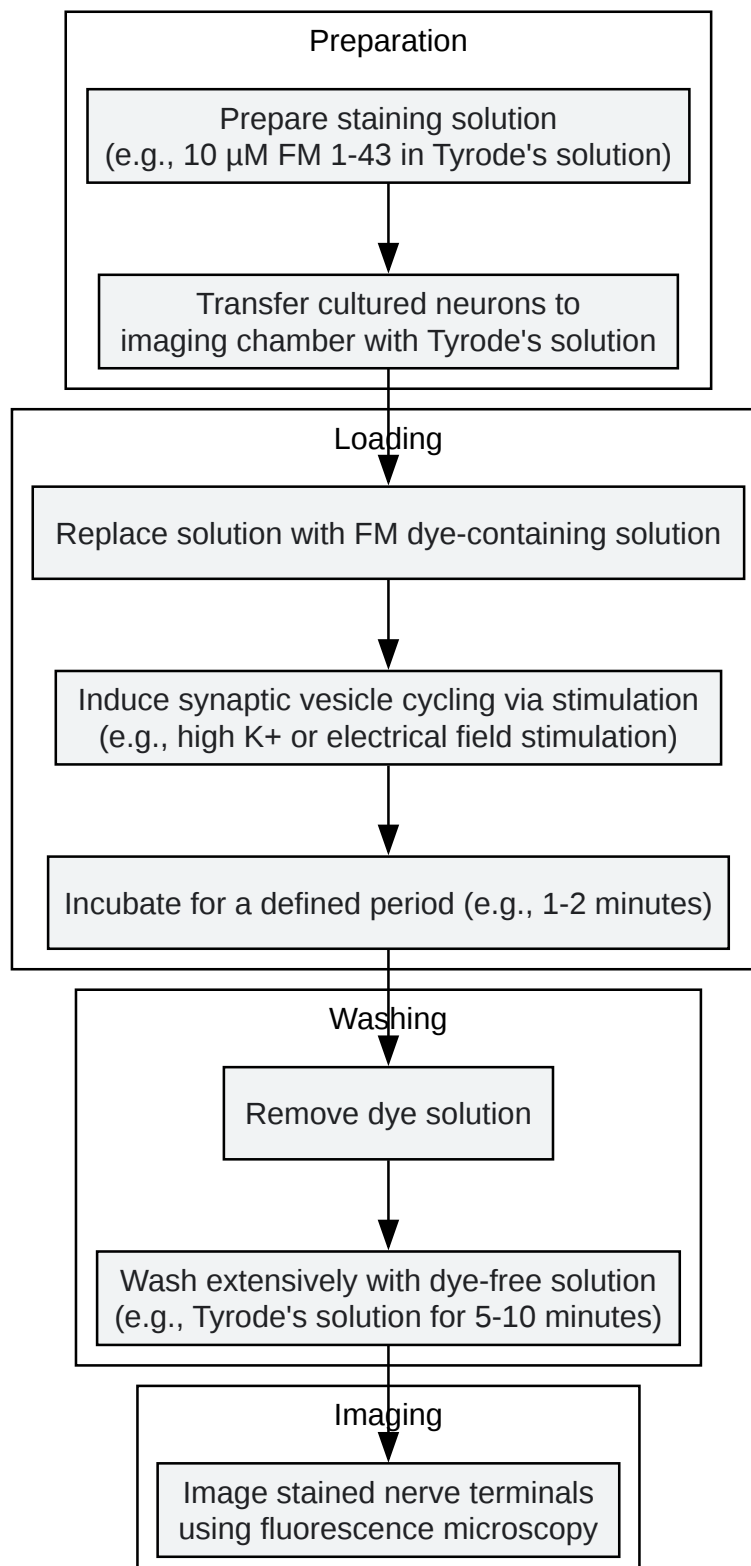 Preparation
Prepare staining solution
(e.g., 10 µM FM 1-43 in Tyrode's solution)
Transfer cultured neurons to
imaging chamber with Tyrode's solution
Loading
Replace solution with FM dye-containing solution
Induce synaptic vesicle cycling via stimulation
(e.g., high K+ or electrical field stimulation)
Incubate for a defined period (e.g., 1-2 minutes)
Washing
Remove dye solution
Wash extensively with dye-free solution
(e.g., Tyrode's solution for 5-10 minutes)
Imaging
Image stained nerve terminals
using fluorescence microscopy